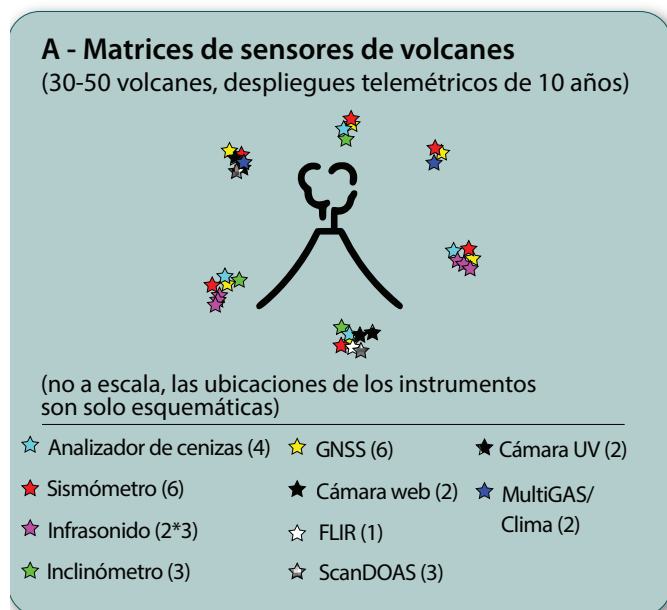 A - Matrices de sensores de volcanes
(30-50 volcanes, despliegues telemétricos de 10 años)
(no a escala, las ubicaciones de los instrumentos
son solo esquemáticas)
Analizador de cenizas (4)
Sismómetro (6)
Infrasonido (2*3)
Inclinómetro (3)
GNSS (6)
Cámara web (2)
FLIR (1)
ScanDOAS (3)
Cámara UV (2)
MultiGAS/
Clima (2)